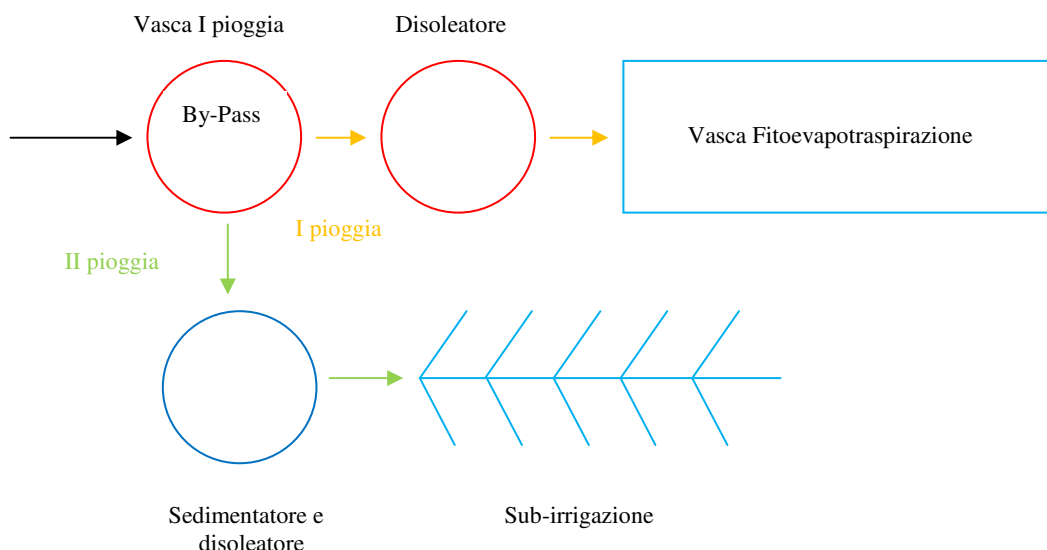 Vasca I pioggia
Disoleatore
By-Pass
Vasca Fitoevapotraspirazione
I pioggia
II pioggia
Sedimentatore e
disoleatore
Sub-irrigazione